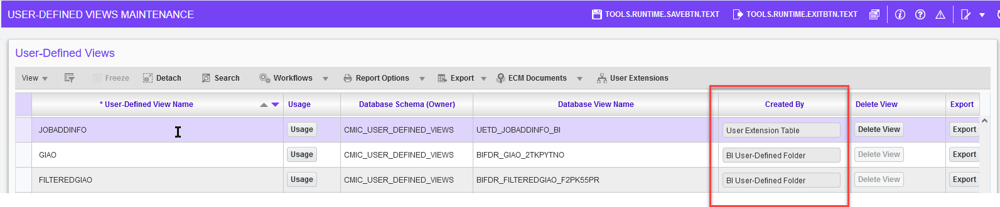 USER-DEFINED VIEWS MAINTENANCE TOOLS.RUNTIME.SAVEBTN.TEXT TOOLS.RUNTIME.EXITBTN.TEXT
User-Defined Views
View Freeze Detach Search Workflows Report Options Export ECM Documents User Extensions
* User-Defined View Name Usage Database Schema (Owner) Database View Name Created By Delete View Export
JOBADDINFO Usage CMIC_USER_DEFINED_VIEWS UETD_JOBADDINFO_BI User Extension Table Delete View Export
GIAO Usage CMIC_USER_DEFINED_VIEWS BIFDR_GIAO_2TKPYTNO BI User-Defined Folder Delete View Export
FILTEREDGIAO Usage CMIC_USER_DEFINED_VIEWS BIFDR_FILTEREDGIAO_F2PK55PR BI User-Defined Folder Delete View Export